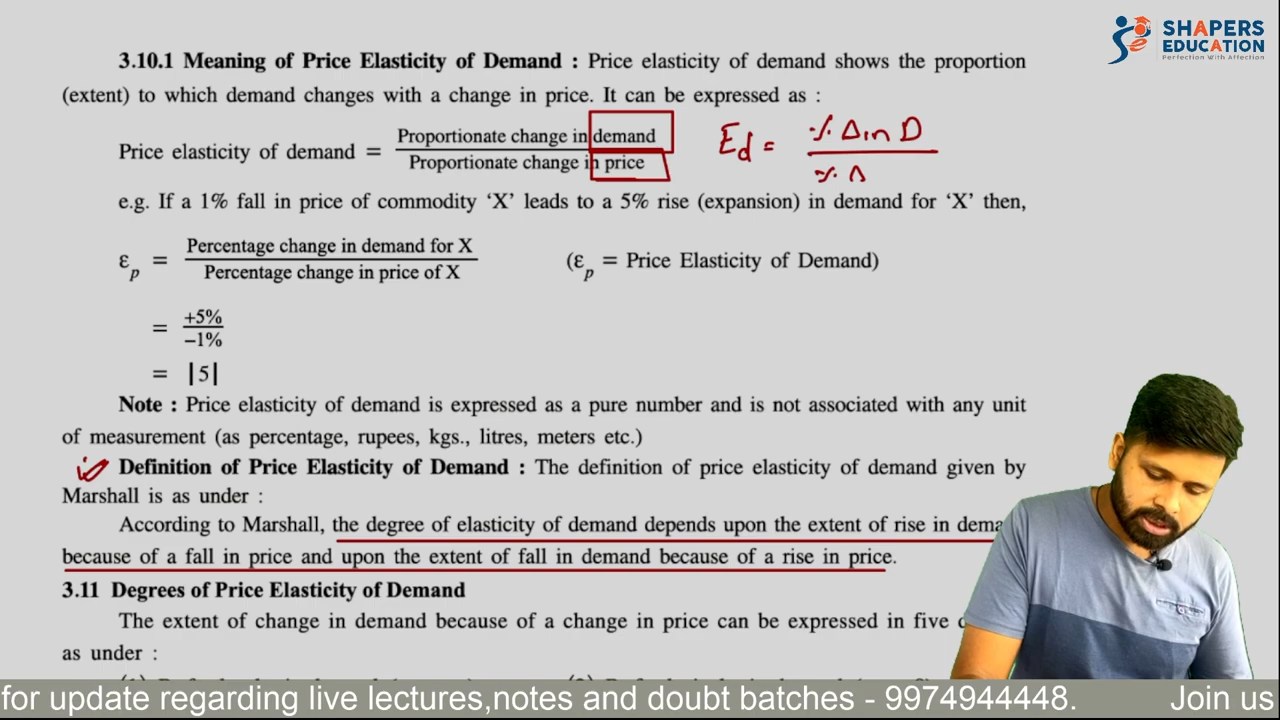 SHAPERS
EDUCATION
Perfection With Affection
3.10.1 Meaning of Price Elasticity of Demand : Price elasticity of demand shows the proportion
(extent) to which demand changes with a change in price. It can be expressed as :
Price elasticity of demand = Proportionate change in demand
Proportionate change in price
Ed = % Δ in D
% Δ
e.g. If a 1% fall in price of commodity ‘X’ leads to a 5% rise (expansion) in demand for ‘X’ then,
εp = Percentage change in demand for X
Percentage change in price of X
(εp = Price Elasticity of Demand)
= +5%
−1%
= |5|
Note : Price elasticity of demand is expressed as a pure number and is not associated with any unit
of measurement (as percentage, rupees, kgs., litres, meters etc.)
Definition of Price Elasticity of Demand : The definition of price elasticity of demand given by
Marshall is as under :
According to Marshall, the degree of elasticity of demand depends upon the extent of rise in dema
because of a fall in price and upon the extent of fall in demand because of a rise in price.
3.11 Degrees of Price Elasticity of Demand
The extent of change in demand because of a change in price can be expressed in five
as under :
for update regarding live lectures,notes and doubt batches - 9974944448. Join us